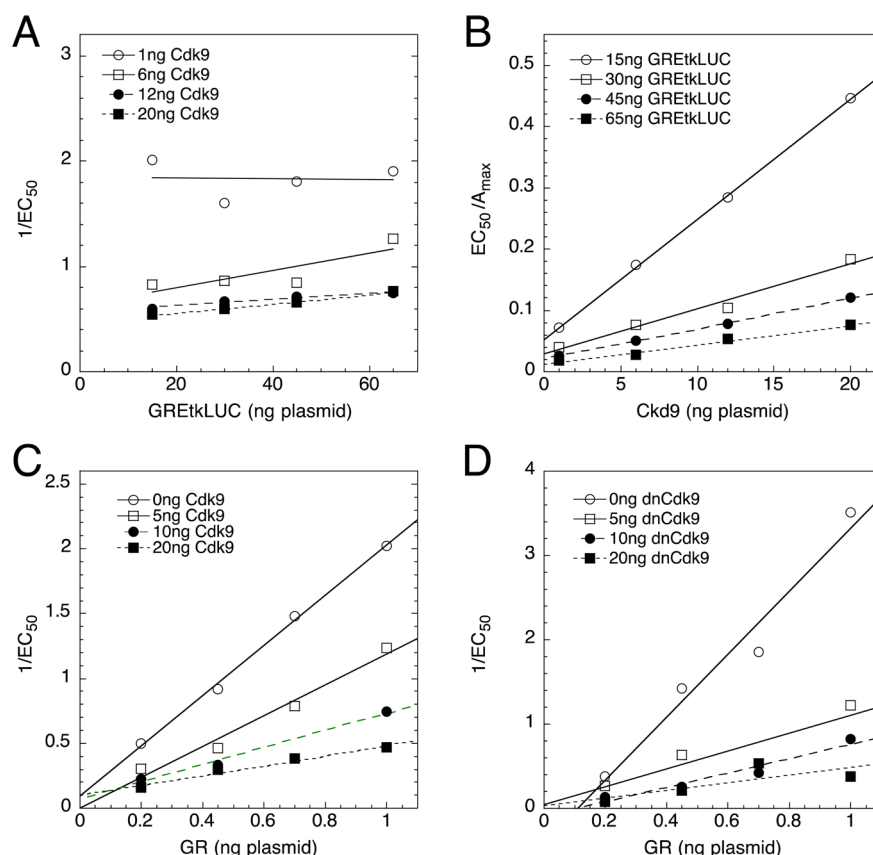 A
3
2
1
0
1/EC50
1ng Cdk9
6ng Cdk9
12ng Cdk9
20ng Cdk9
0
20
40
60
GREtkLUC (ng plasmid)
B
0.5
0.4
0.3
0.2
0.1
0
EC50/Amax
15ng GREtkLUC
30ng GREtkLUC
45ng GREtkLUC
65ng GREtkLUC
0
5
10
15
20
Ckd9 (ng plasmid)
C
2.5
2
1.5
1
0.5
0
1/EC50
0ng Cdk9
5ng Cdk9
10ng Cdk9
20ng Cdk9
0
0.2
0.4
0.6
0.8
1
GR (ng plasmid)
D
4
3
2
1
0
1/EC50
0ng dnCdk9
5ng dnCdk9
10ng dnCdk9
20ng dnCdk9
0
0.2
0.4
0.6
0.8
1
GR (ng plasmid)